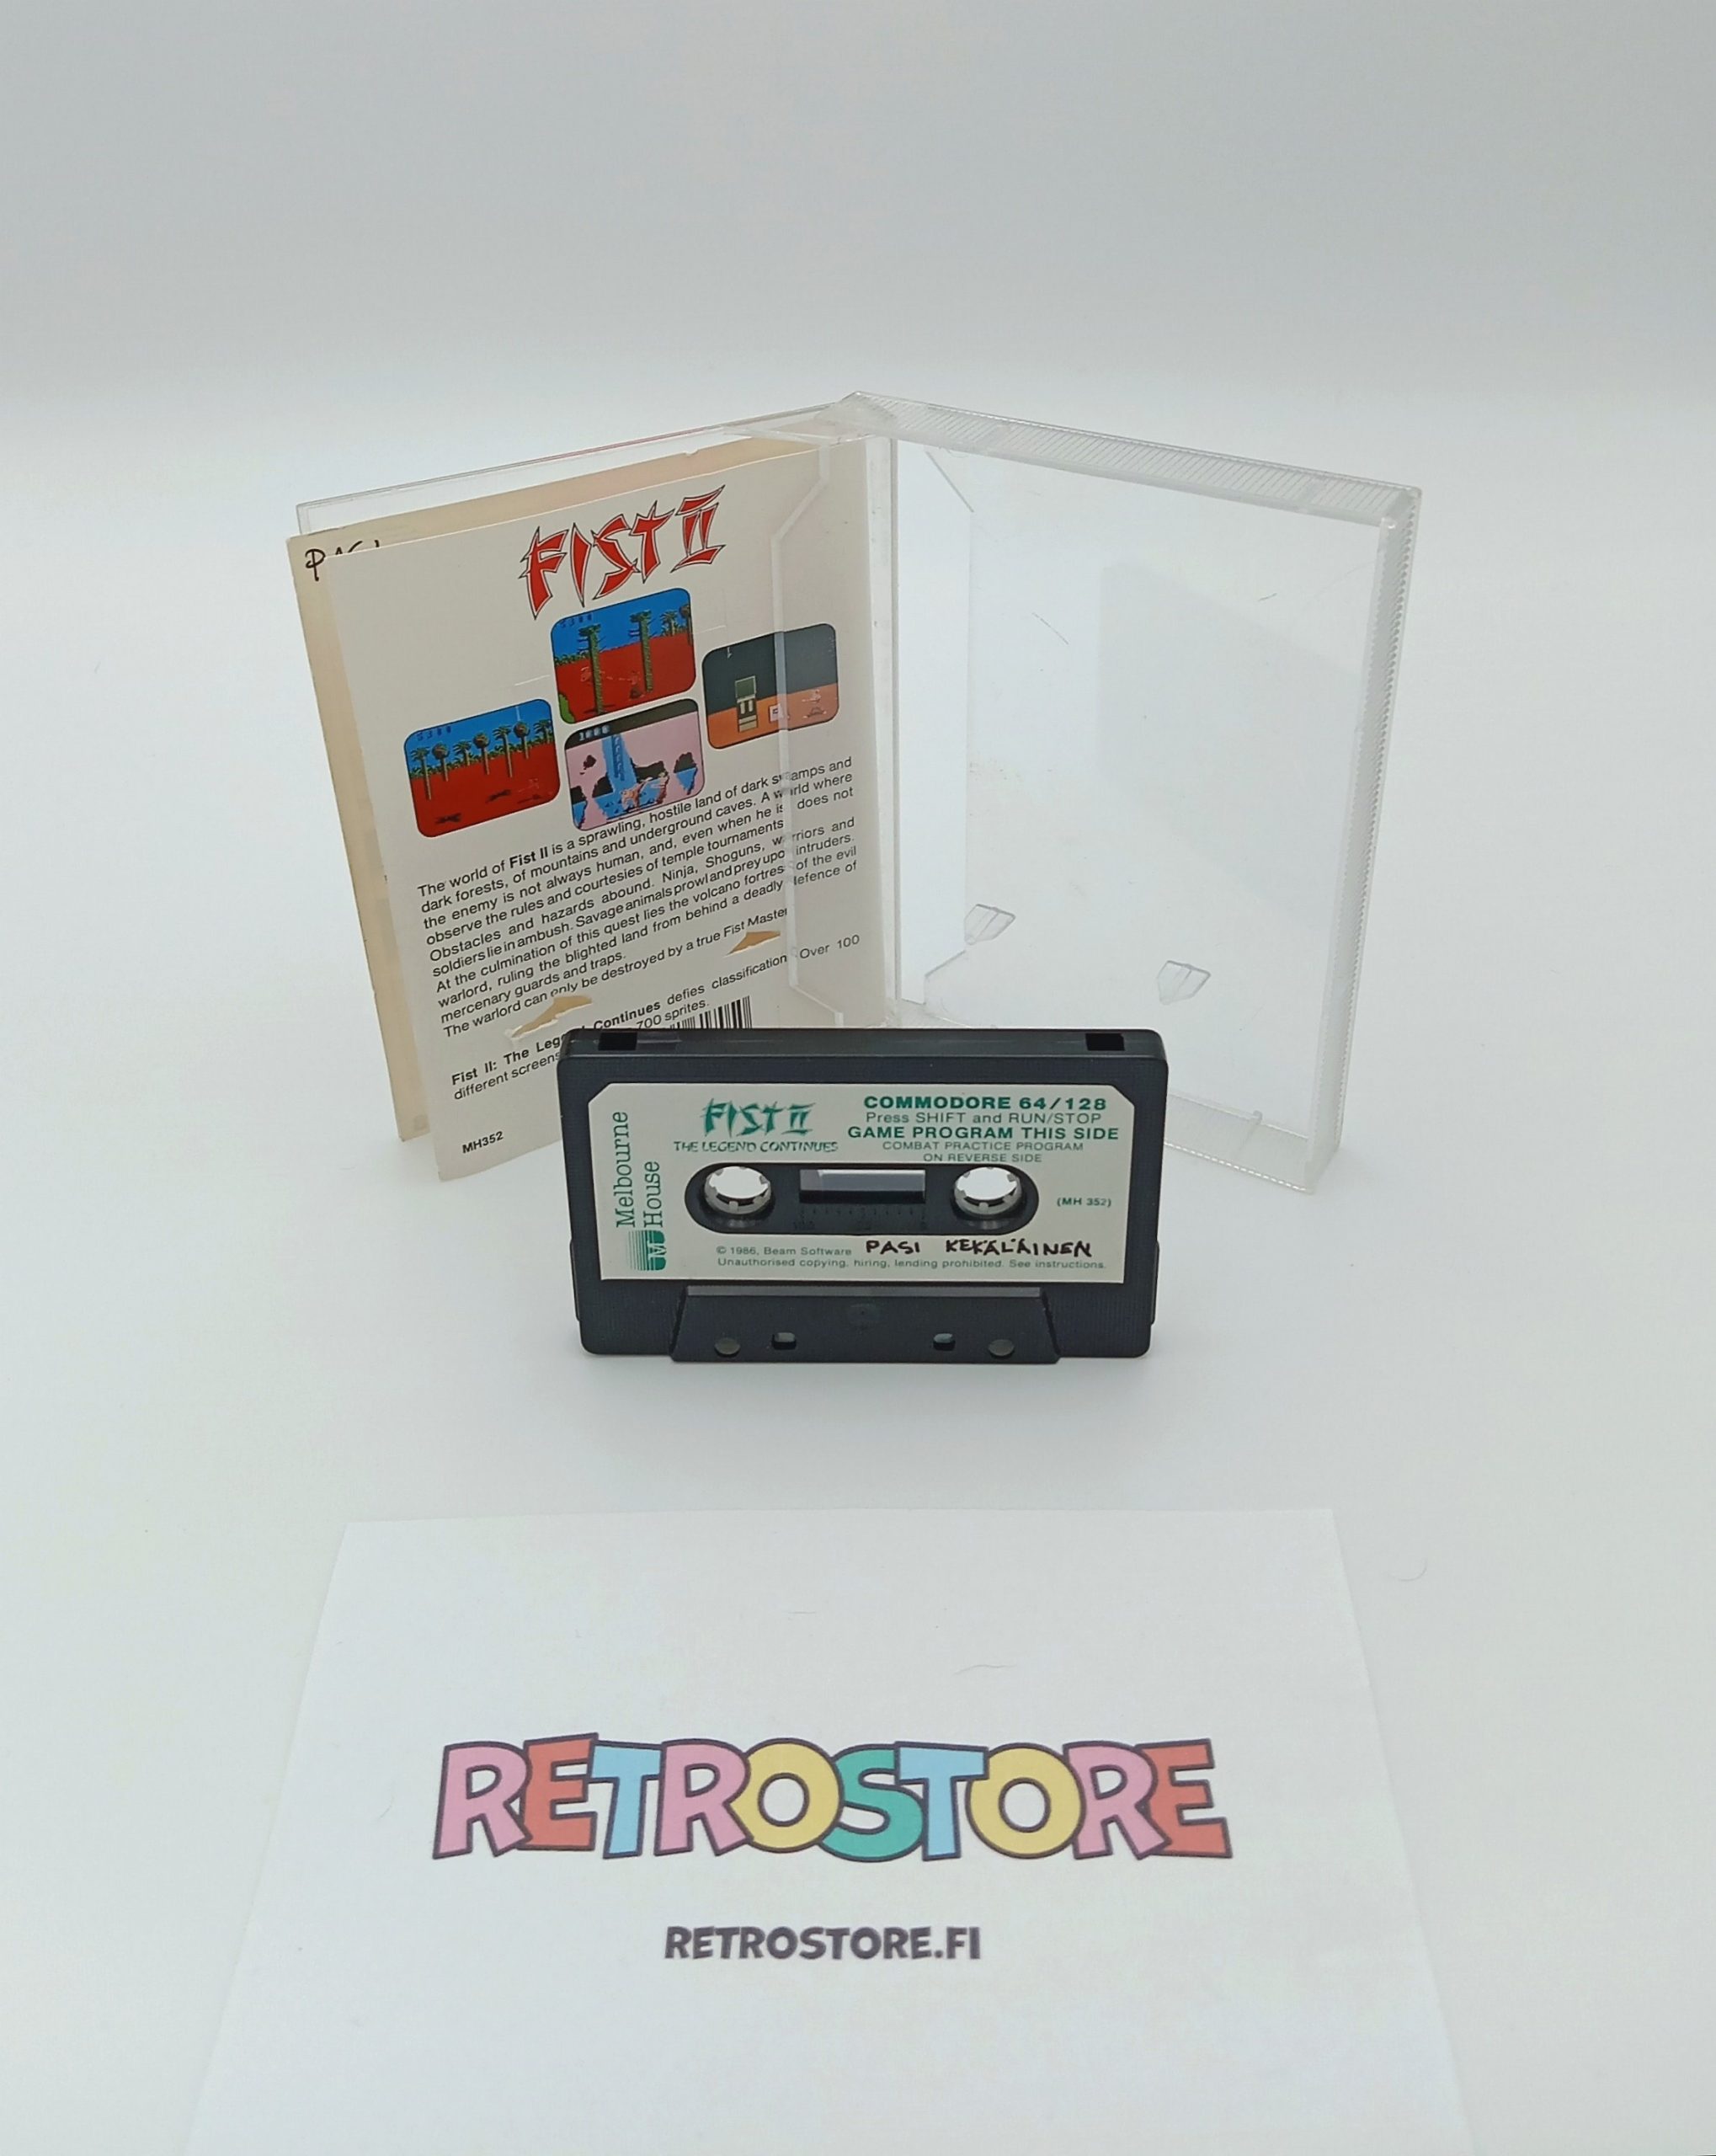 PASI
FIST II
The world of Fist II is a sprawling, hostile land of dark swamps and
dark forests, of mountains and underground caves. A world where
the enemy is not always human, and, even when he is does not
observe the rules and courtesies of temple tournaments
Obstacles and hazards abound. Ninja, Shoguns, warriors and
soldiers lie in ambush. Savage animals prowl and prey upon intruders.
At the culmination of this quest lies the volcano fortress of the evil
warlord, ruling the blighted land from behind a deadly defence of
mercenary guards and traps.
The warlord can only be destroyed by a true Fist Master
Fist II: The Legend Continues defies classification Over 100
different screens 700 sprites.
MH352
Melbourne
House
M
FIST II
THE LEGEND CONTINUES
COMMODORE 64/128
Press SHIFT and RUN/STOP
GAME PROGRAM THIS SIDE
COMBAT PRACTICE PROGRAM
ON REVERSE SIDE
(MH 352)
© 1986, Beam Software PASI KEKÄLÄINEN
Unauthorised copying, hiring, lending prohibited. See instructions.
RETROSTORE
RETROSTORE.FI